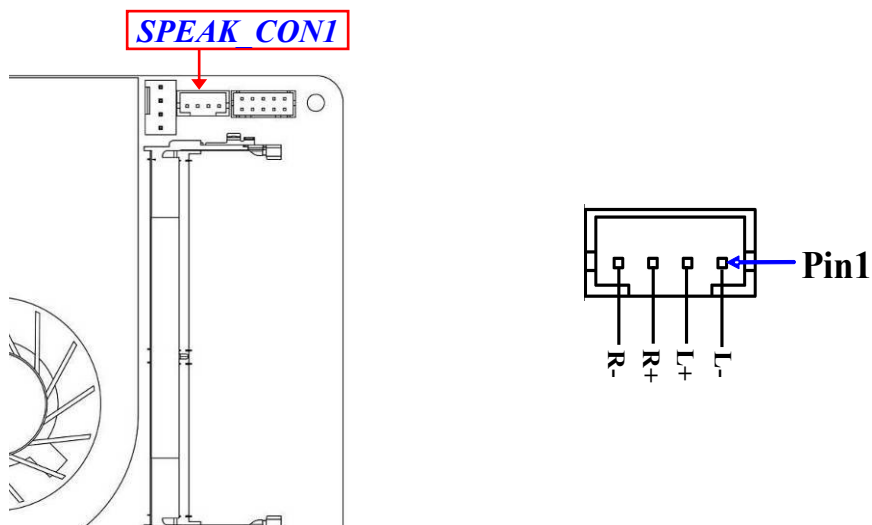 SPEAK_CON1
Pin1
R-
R+
L+
L-